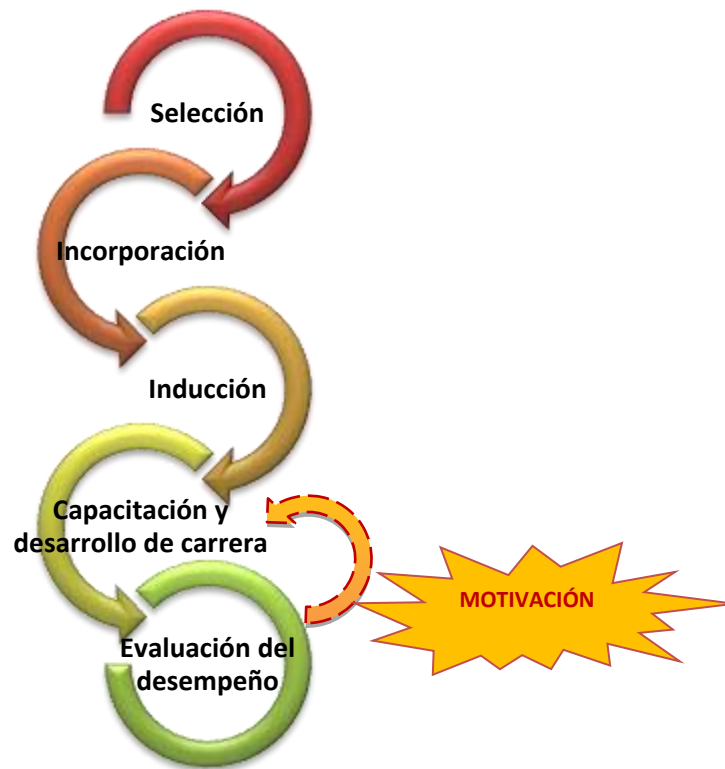 Selección
Incorporación
Inducción
Capacitación y
desarrollo de carrera
MOTIVACIÓN
Evaluación del
desempeño